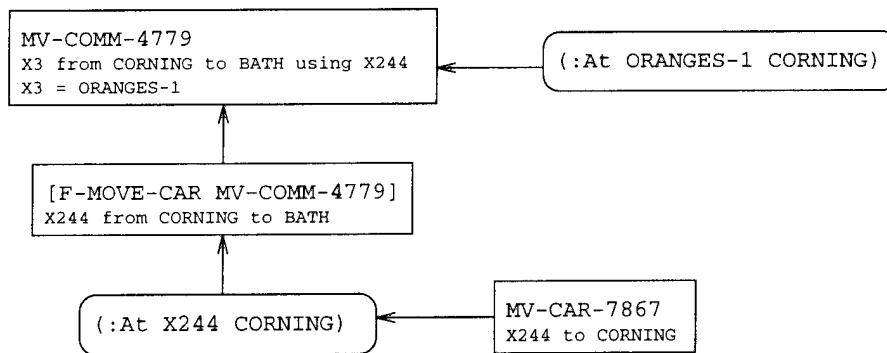 MV-COMM-4779
X3 from CORNING to BATH using X244
X3 = ORANGES-1
(:At ORANGES-1 CORNING)
[F-MOVE-CAR MV-COMM-4779]
X244 from CORNING to BATH
(:At X244 CORNING)
MV-CAR-7867
X244 to CORNING